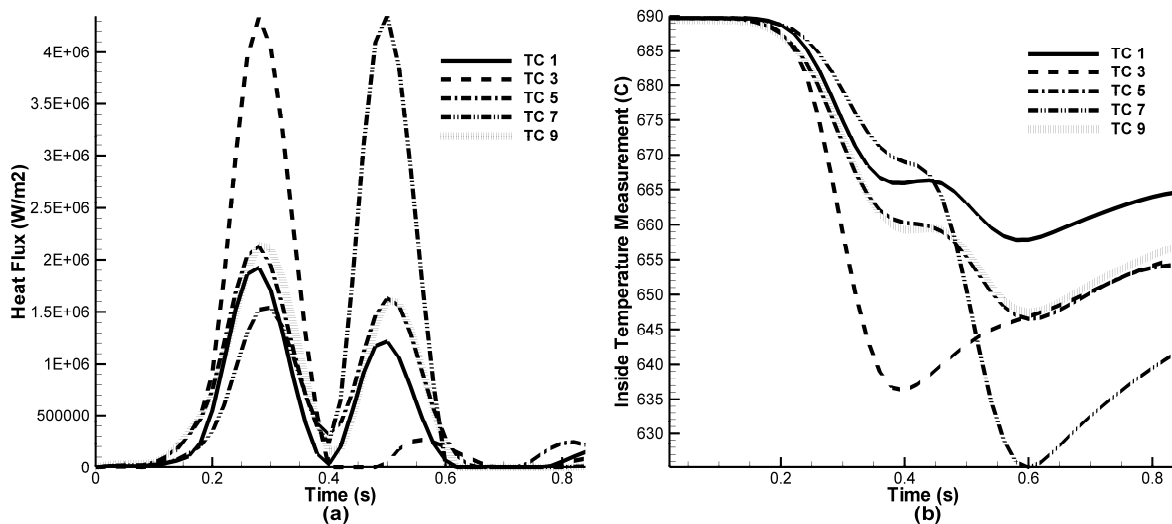 Heat Flux (W/m2)
4E+06
3.5E+06
3E+06
2.5E+06
2E+06
1.5E+06
1E+06
500000
0
0
0.2
0.4
0.6
0.8
Time (s)
(a)
TC 1
TC 3
TC 5
TC 7
TC 9
Inside Temperature Measurement (C)
690
685
680
675
670
665
660
655
650
645
640
635
630
0.2
0.4
0.6
0.8
Time (s)
(b)
TC 1
TC 3
TC 5
TC 7
TC 9